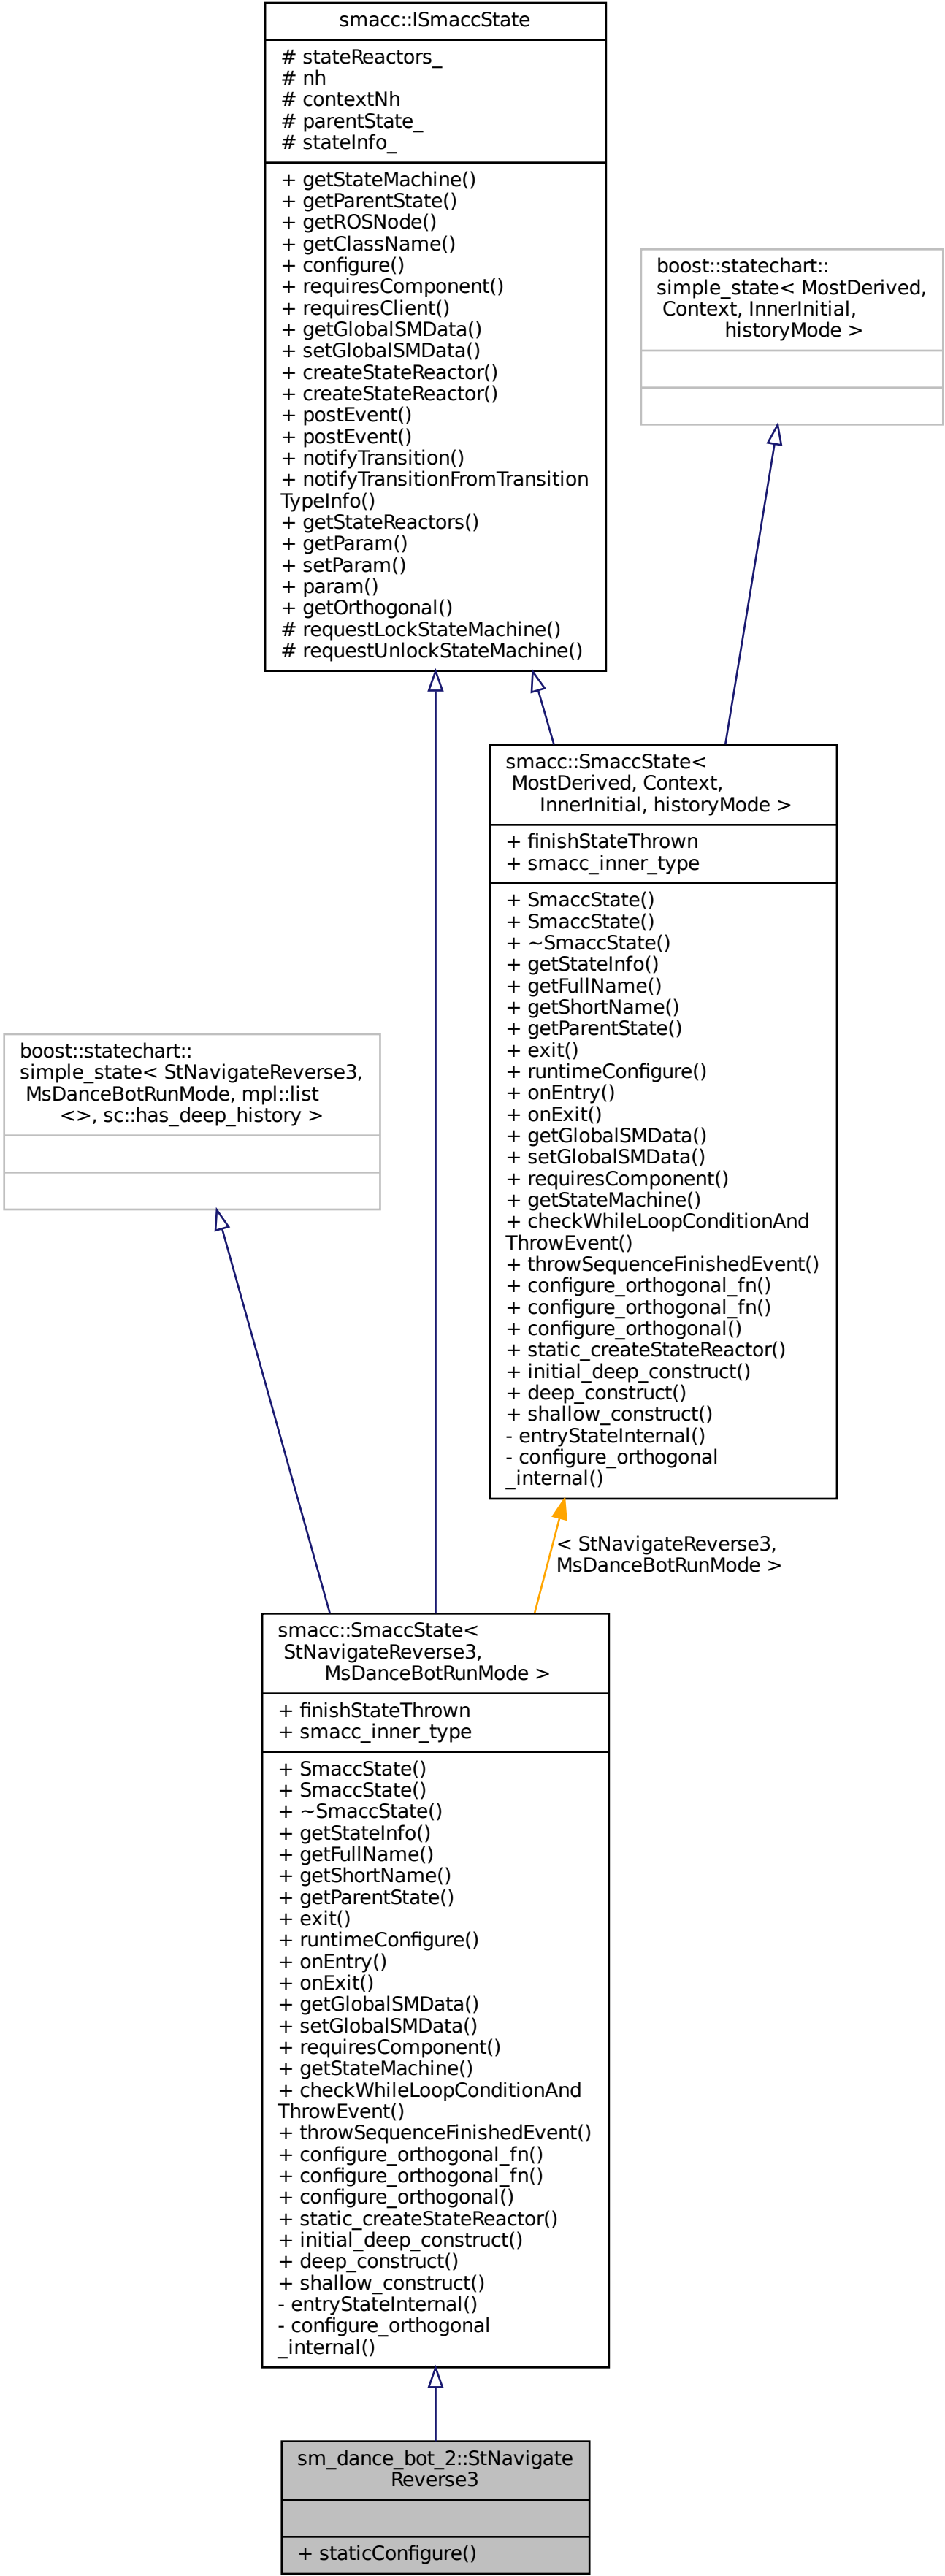 smacc::ISmaccState
# stateReactors_
# nh
# contextNh
# parentState_
# stateInfo_
+ getStateMachine()
+ getParentState()
+ getROSNode()
+ getClassName()
+ configure()
+ requiresComponent()
+ requiresClient()
+ getGlobalSMData()
+ setGlobalSMData()
+ createStateReactor()
+ createStateReactor()
+ postEvent()
+ postEvent()
+ notifyTransition()
+ notifyTransitionFromTransition
TypeInfo()
+ getStateReactors()
+ getParam()
+ setParam()
+ param()
+ getOrthogonal()
# requestLockStateMachine()
# requestUnlockStateMachine()
boost::statechart::
simple_state< MostDerived,
Context, InnerInitial,
historyMode >
smacc::SmaccState<
MostDerived, Context,
InnerInitial, historyMode >
+ finishStateThrown
+ smacc_inner_type
+ SmaccState()
+ SmaccState()
+ ~SmaccState()
+ getStateInfo()
+ getFullName()
+ getShortName()
+ getParentState()
+ exit()
+ runtimeConfigure()
+ onEntry()
+ onExit()
+ getGlobalSMData()
+ setGlobalSMData()
+ requiresComponent()
+ getStateMachine()
+ checkWhileLoopConditionAnd
ThrowEvent()
+ throwSequenceFinishedEvent()
+ configure_orthogonal_fn()
+ configure_orthogonal_fn()
+ configure_orthogonal()
+ static_createStateReactor()
+ initial_deep_construct()
+ deep_construct()
+ shallow_construct()
- entryStateInternal()
- configure_orthogonal
_internal()
boost::statechart::
simple_state< StNavigateReverse3,
MsDanceBotRunMode, mpl::list
<>, sc::has_deep_history >
< StNavigateReverse3,
MsDanceBotRunMode >
smacc::SmaccState<
StNavigateReverse3,
MsDanceBotRunMode >
+ finishStateThrown
+ smacc_inner_type
+ SmaccState()
+ SmaccState()
+ ~SmaccState()
+ getStateInfo()
+ getFullName()
+ getShortName()
+ getParentState()
+ exit()
+ runtimeConfigure()
+ onEntry()
+ onExit()
+ getGlobalSMData()
+ setGlobalSMData()
+ requiresComponent()
+ getStateMachine()
+ checkWhileLoopConditionAnd
ThrowEvent()
+ throwSequenceFinishedEvent()
+ configure_orthogonal_fn()
+ configure_orthogonal_fn()
+ configure_orthogonal()
+ static_createStateReactor()
+ initial_deep_construct()
+ deep_construct()
+ shallow_construct()
- entryStateInternal()
- configure_orthogonal
_internal()
sm_dance_bot_2::StNavigate
Reverse3
+ staticConfigure()